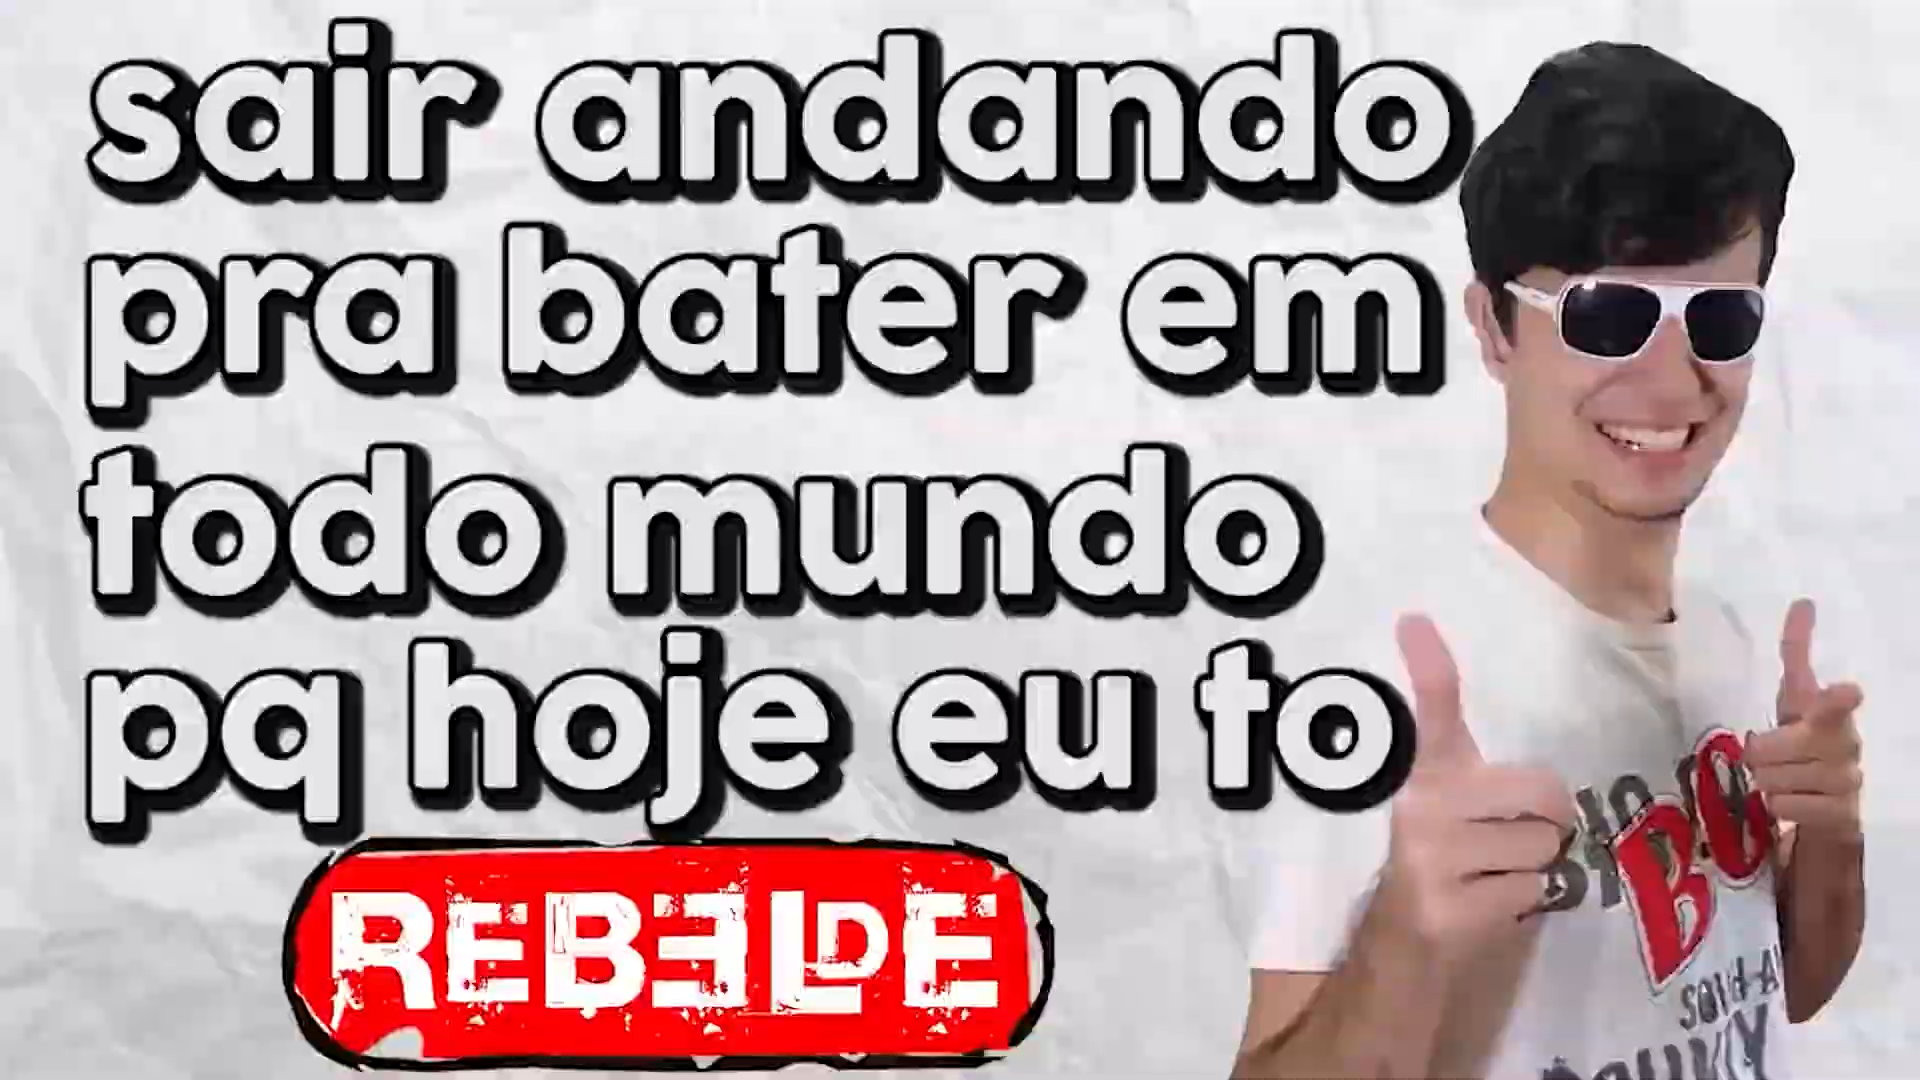 sair andando
pra bater em
todo mundo
pq hoje eu to
REBELDE